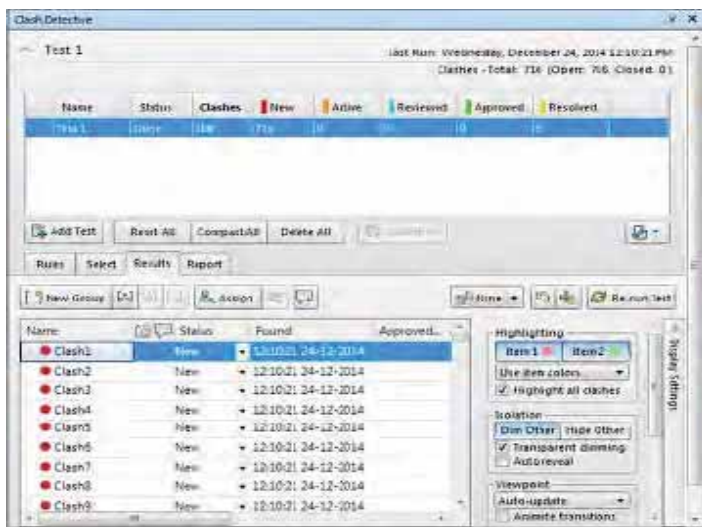 Clash Detective
Test 1
Last Run: Wednesday, December 24, 2014 12:10:21 PM
Clashes - Total: 716 (Open: 716 Closed: 0)
Name Status Clashes New Active Reviewed Approved Resolved
Test 1 716 0 0 0
Add Test Reset All Compact All Delete All
Rules Select Results Report
New Group Assign None Re-run Test
Name Status Found Approved...
Clash1 New 12:10:21 24-12-2014
Clash2 New 12:10:21 24-12-2014
Clash3 New 12:10:21 24-12-2014
Clash4 New 12:10:21 24-12-2014
Clash5 New 12:10:21 24-12-2014
Clash6 New 12:10:21 24-12-2014
Clash7 New 12:10:21 24-12-2014
Clash8 New 12:10:21 24-12-2014
Clash9 New 12:10:21 24-12-2014
Highlighting
Item 1 Item 2
Use item colors
Highlight all clashes
Isolation
Dim Other Hide Other
Transparent dimming
Auto reveal
Viewpoint
Auto-update
Animate transitions
Display Settings